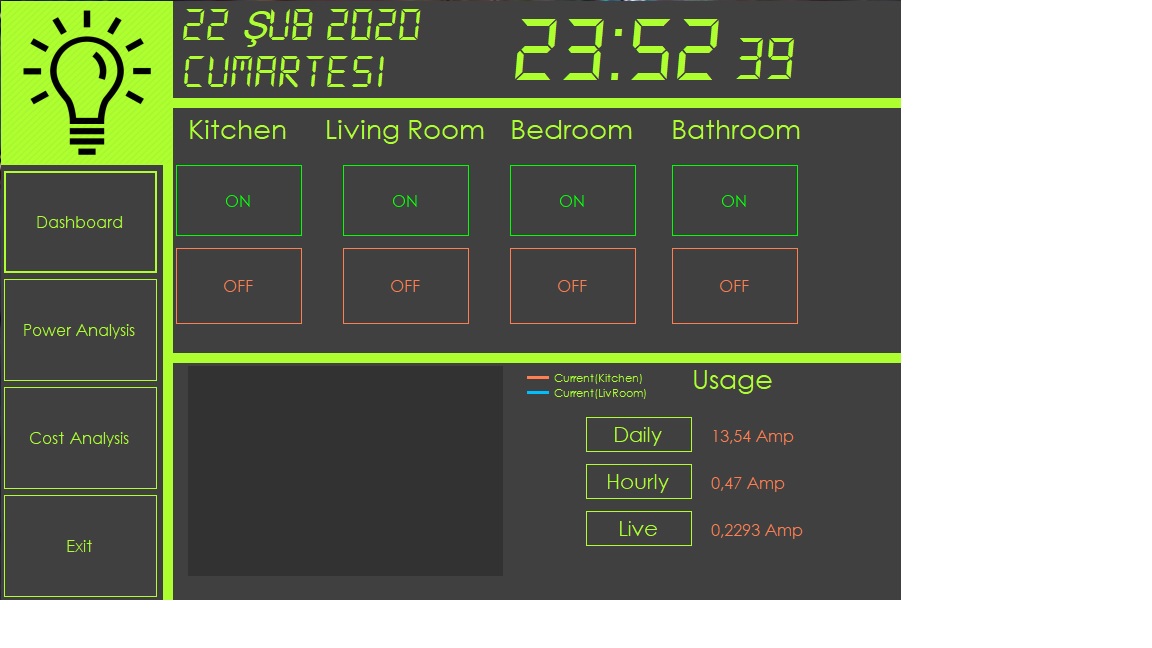 22 ŞUB 2020
CUMARTESI
23:52 39
Kitchen Living Room Bedroom Bathroom
ON ON ON ON
OFF OFF OFF OFF
Dashboard
Power Analysis
Cost Analysis
Exit
Current(Kitchen)
Current(LivRoom)
Usage
Daily 13,54 Amp
Hourly 0,47 Amp
Live 0,2293 Amp